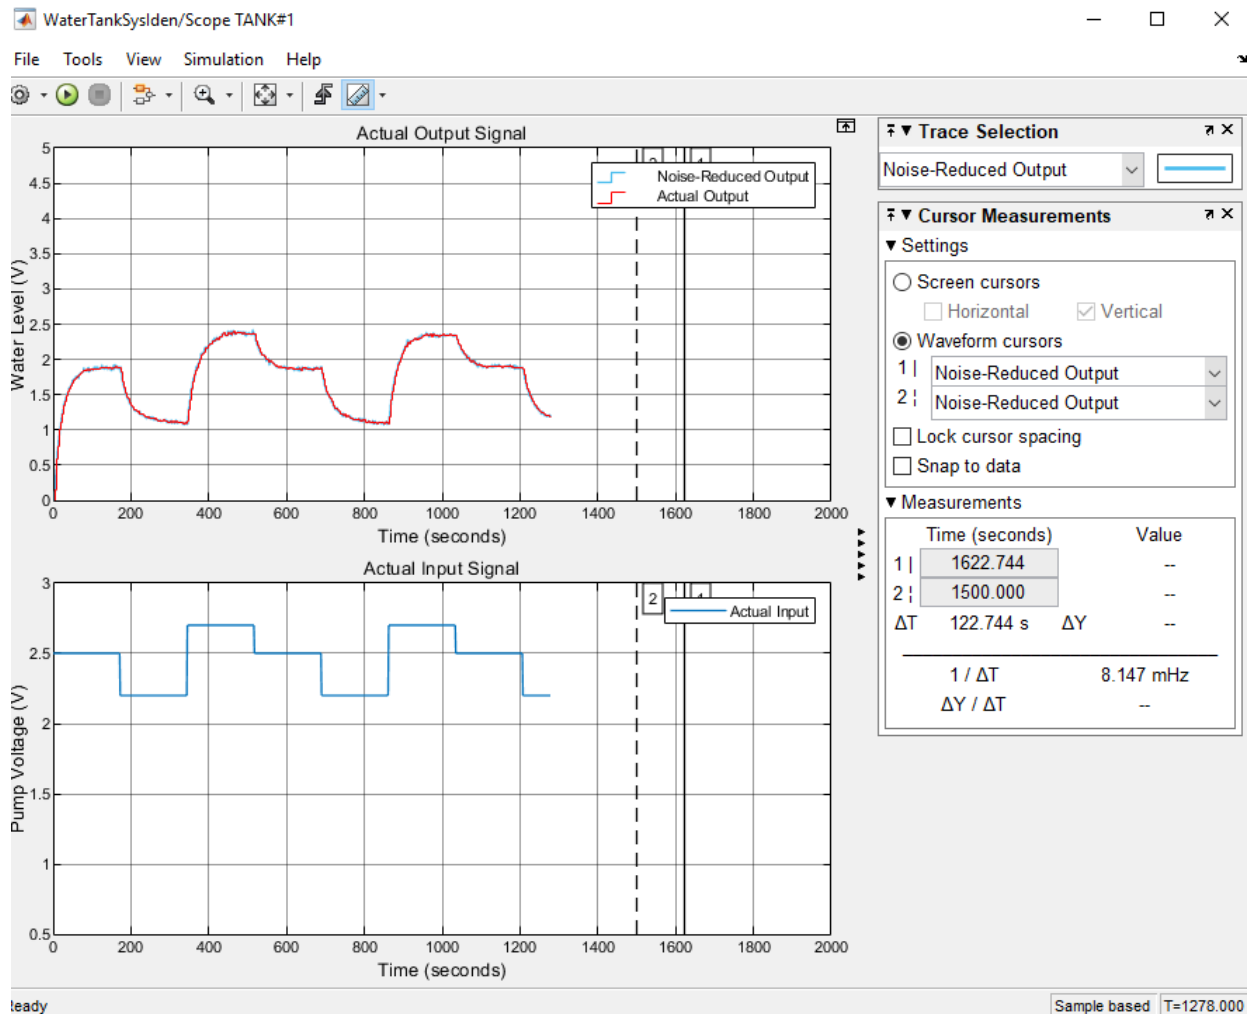 WaterTankSysIden/Scope TANK#1
File Tools View Simulation Help
Actual Output Signal
5
4.5
4
3.5
3
2.5
2
1.5
1
0.5
0
Water Level (V)
Noise-Reduced Output
Actual Output
0 200 400 600 800 1000 1200 1400 1600 1800 2000
Time (seconds)
Actual Input Signal
3
2.5
2
1.5
1
0.5
Pump Voltage (V)
2
Actual Input
0 200 400 600 800 1000 1200 1400 1600 1800 2000
Time (seconds)
Trace Selection
Noise-Reduced Output
Cursor Measurements
Settings
Screen cursors
Horizontal Vertical
Waveform cursors
1 Noise-Reduced Output
2 Noise-Reduced Output
Lock cursor spacing
Snap to data
Measurements
Time (seconds) Value
1 1622.744 --
2 1500.000 --
ΔT 122.744 s ΔY --
1 / ΔT 8.147 mHz
ΔY / ΔT --
Sample based T=1278.000